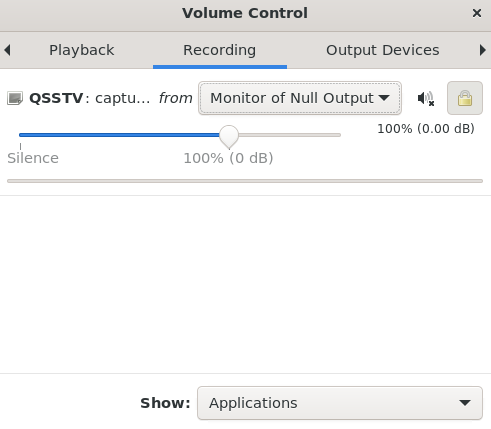 Volume Control
Playback Recording Output Devices
QSSTV: captu... from Monitor of Null Output
100% (0.00 dB)
Silence 100% (0 dB)
Show: Applications